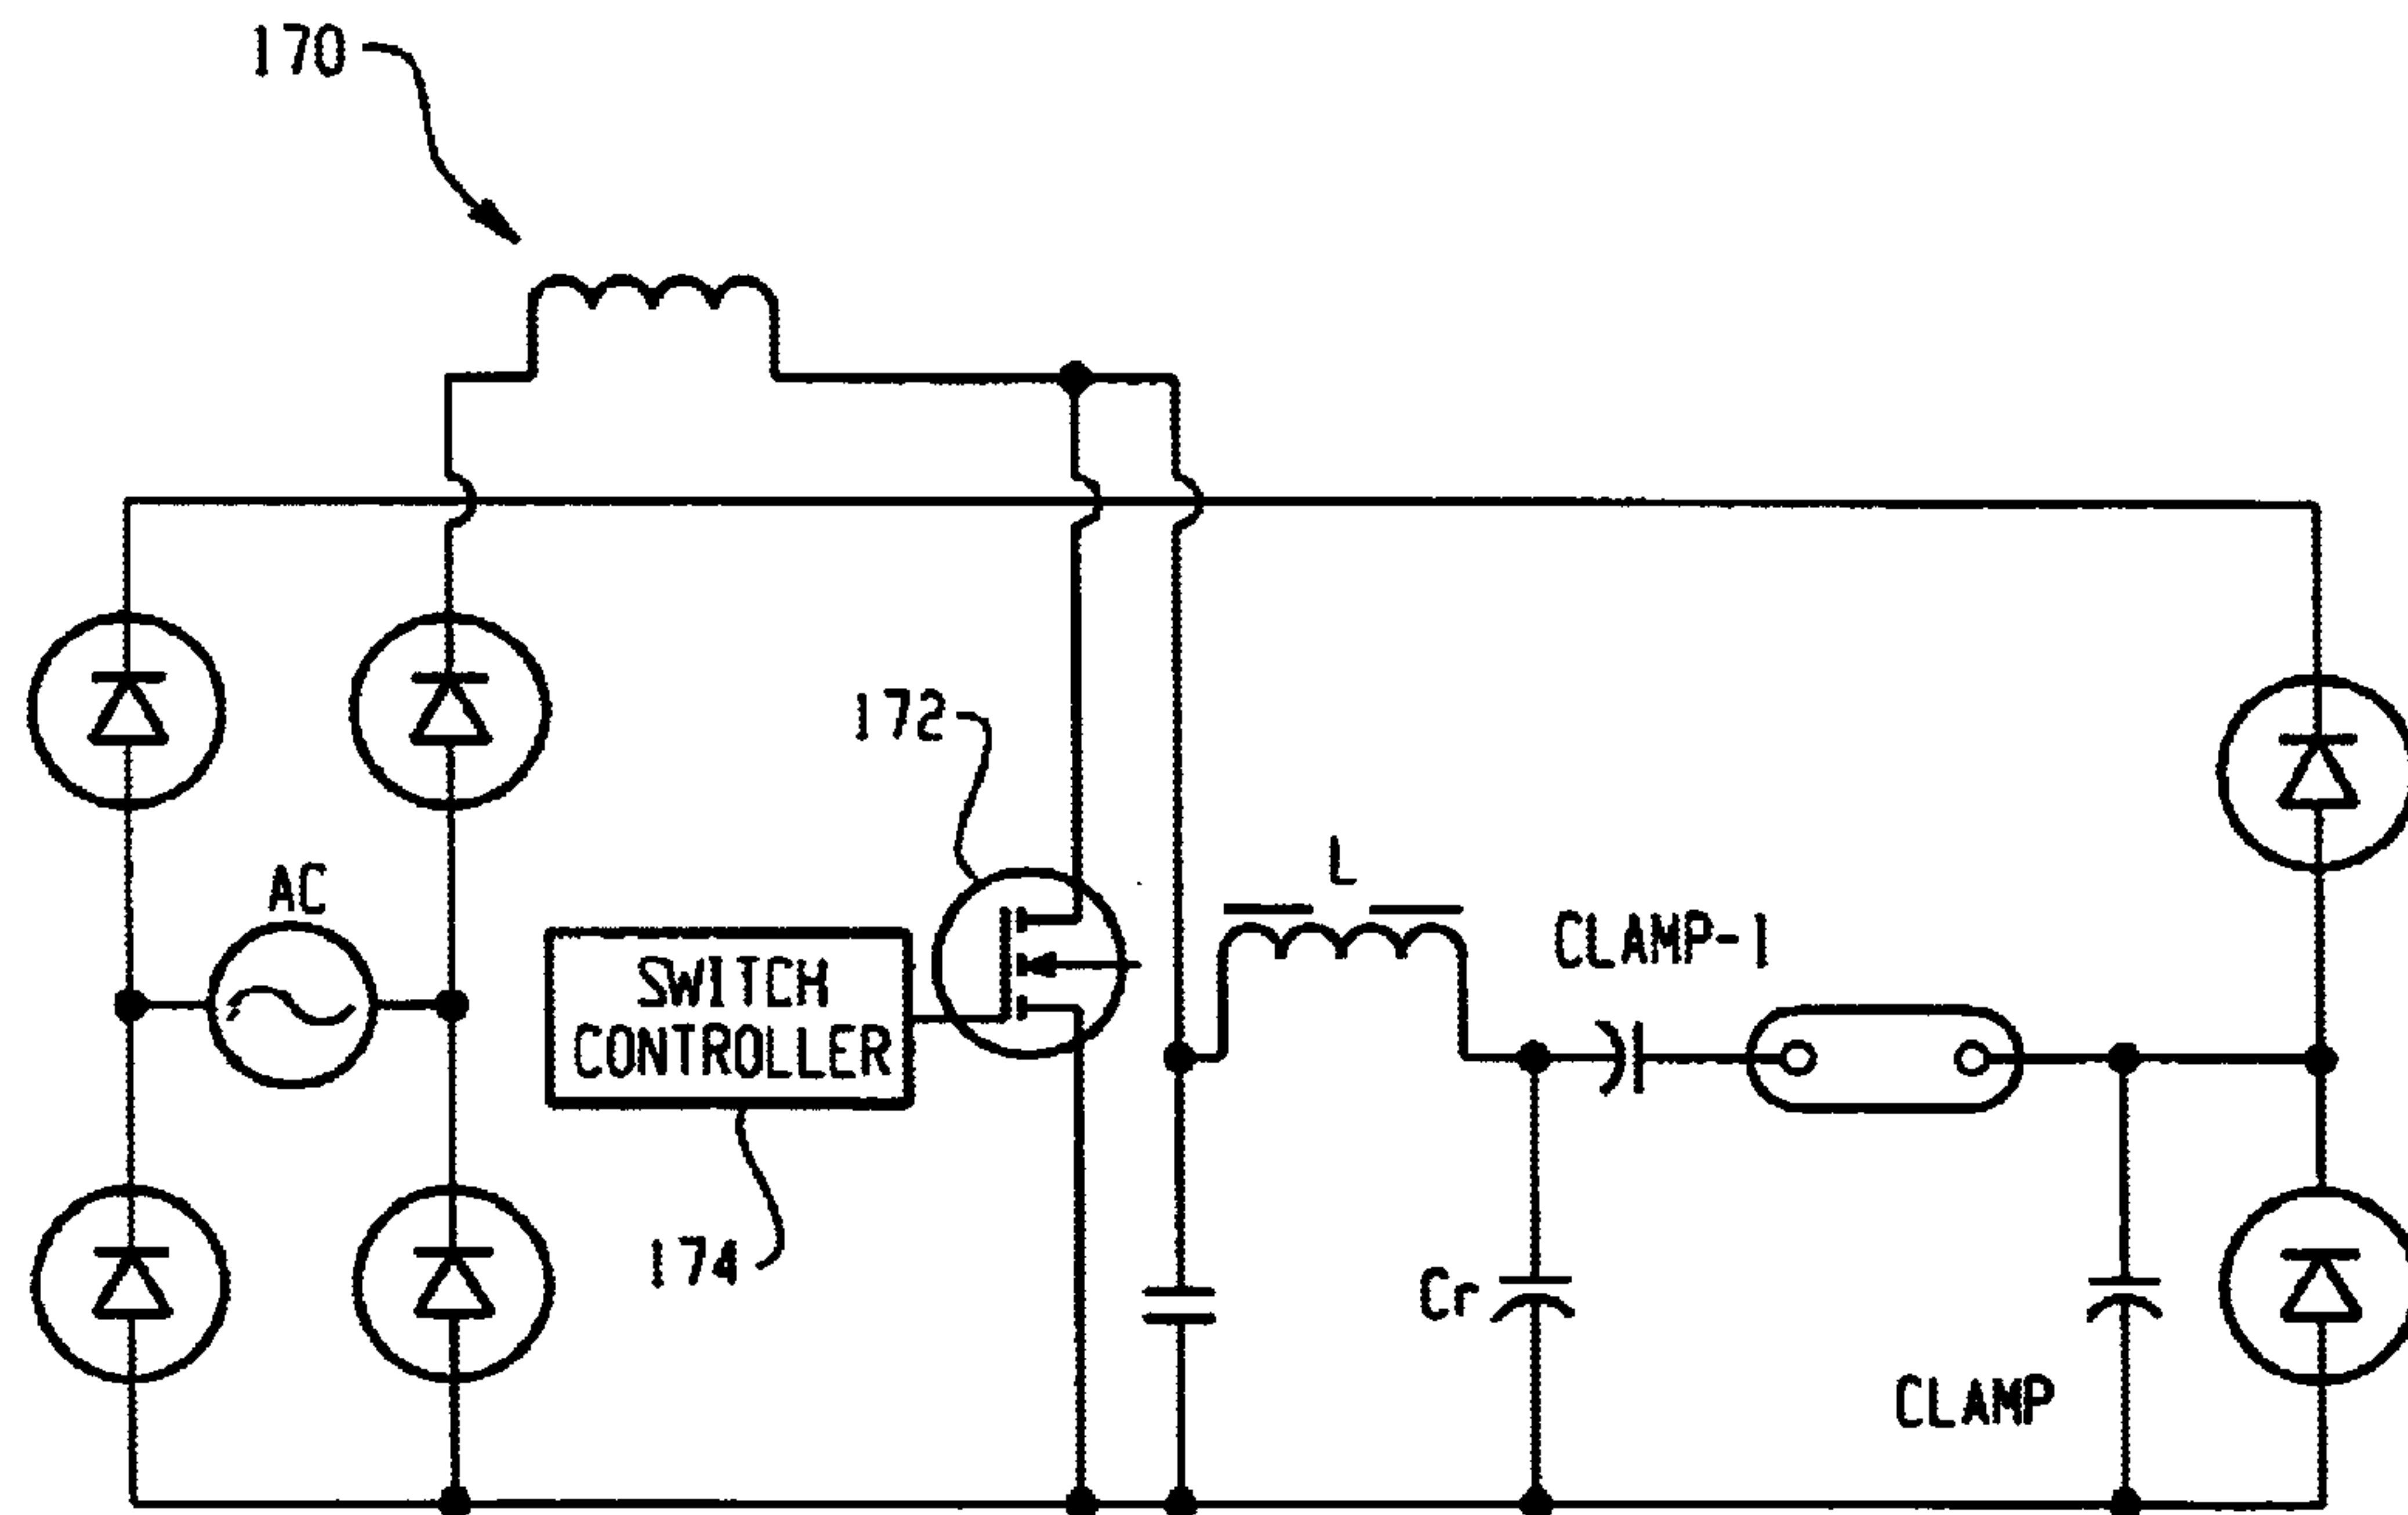 170
172
AC
L
CLAMP-1
SWITCH
CONTROLLER
174
Cr
CLAMP